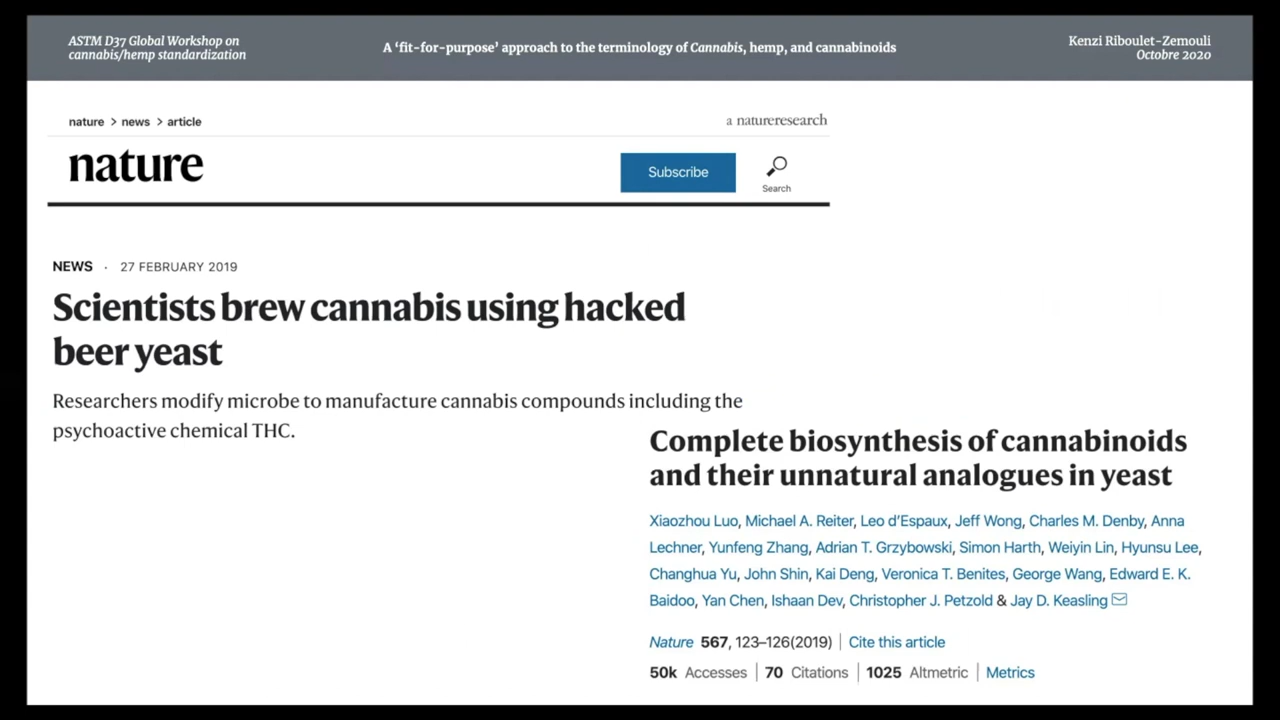 ASTM D37 Global Workshop on
cannabis/hemp standardization
A ‘fit-for-purpose’ approach to the terminology of Cannabis, hemp, and cannabinoids
Kenzi Riboulet-Zemouli
Octobre 2020
nature > news > article
a natureresearch
nature
Subscribe
Search
NEWS · 27 FEBRUARY 2019
Scientists brew cannabis using hacked
beer yeast
Researchers modify microbe to manufacture cannabis compounds including the
psychoactive chemical THC.
Complete biosynthesis of cannabinoids
and their unnatural analogues in yeast
Xiaozhou Luo, Michael A. Reiter, Leo d’Espaux, Jeff Wong, Charles M. Denby, Anna
Lechner, Yunfeng Zhang, Adrian T. Grzybowski, Simon Harth, Weiyin Lin, Hyunsu Lee,
Changhua Yu, John Shin, Kai Deng, Veronica T. Benites, George Wang, Edward E. K.
Baidoo, Yan Chen, Ishaan Dev, Christopher J. Petzold & Jay D. Keasling
Nature 567, 123–126(2019) | Cite this article
50k Accesses | 70 Citations | 1025 Altmetric | Metrics